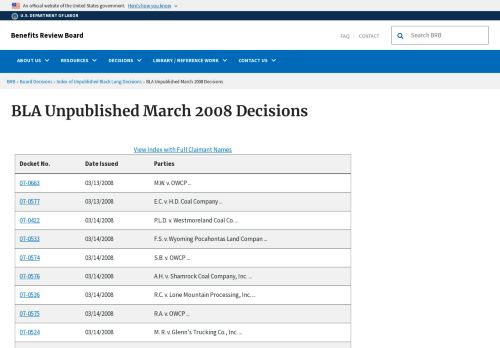 An official website of the United States government. Here's how you know
U.S. DEPARTMENT OF LABOR
Benefits Review Board
FAQ CONTACT
Search BRB
ABOUT US RESOURCES DECISIONS LIBRARY / REFERENCE WORK CONTACT US
BRB › Board Decisions › Index of Unpublished Black Lung Decisions › BLA Unpublished March 2008 Decisions
BLA Unpublished March 2008 Decisions
View Index with Full Claimant Names
Docket No. Date Issued Parties
07-0663 03/13/2008 M.W. v. OWCP ...
07-0577 03/13/2008 E.C. v. H.D. Coal Company ...
07-0422 03/14/2008 P.L.D. v. Westmoreland Coal Co. ...
07-0533 03/14/2008 F.S. v. Wyoming Pocahontas Land Compan ...
07-0574 03/14/2008 S.B. v. OWCP ...
07-0576 03/14/2008 A.H. v. Shamrock Coal Company, Inc. ...
07-0536 03/14/2008 R.C. v. Lone Mountain Processing, Inc. ...
07-0575 03/14/2008 R.A. v. OWCP ...
07-0524 03/14/2008 M. R. v. Glenn's Trucking Co., Inc. ...